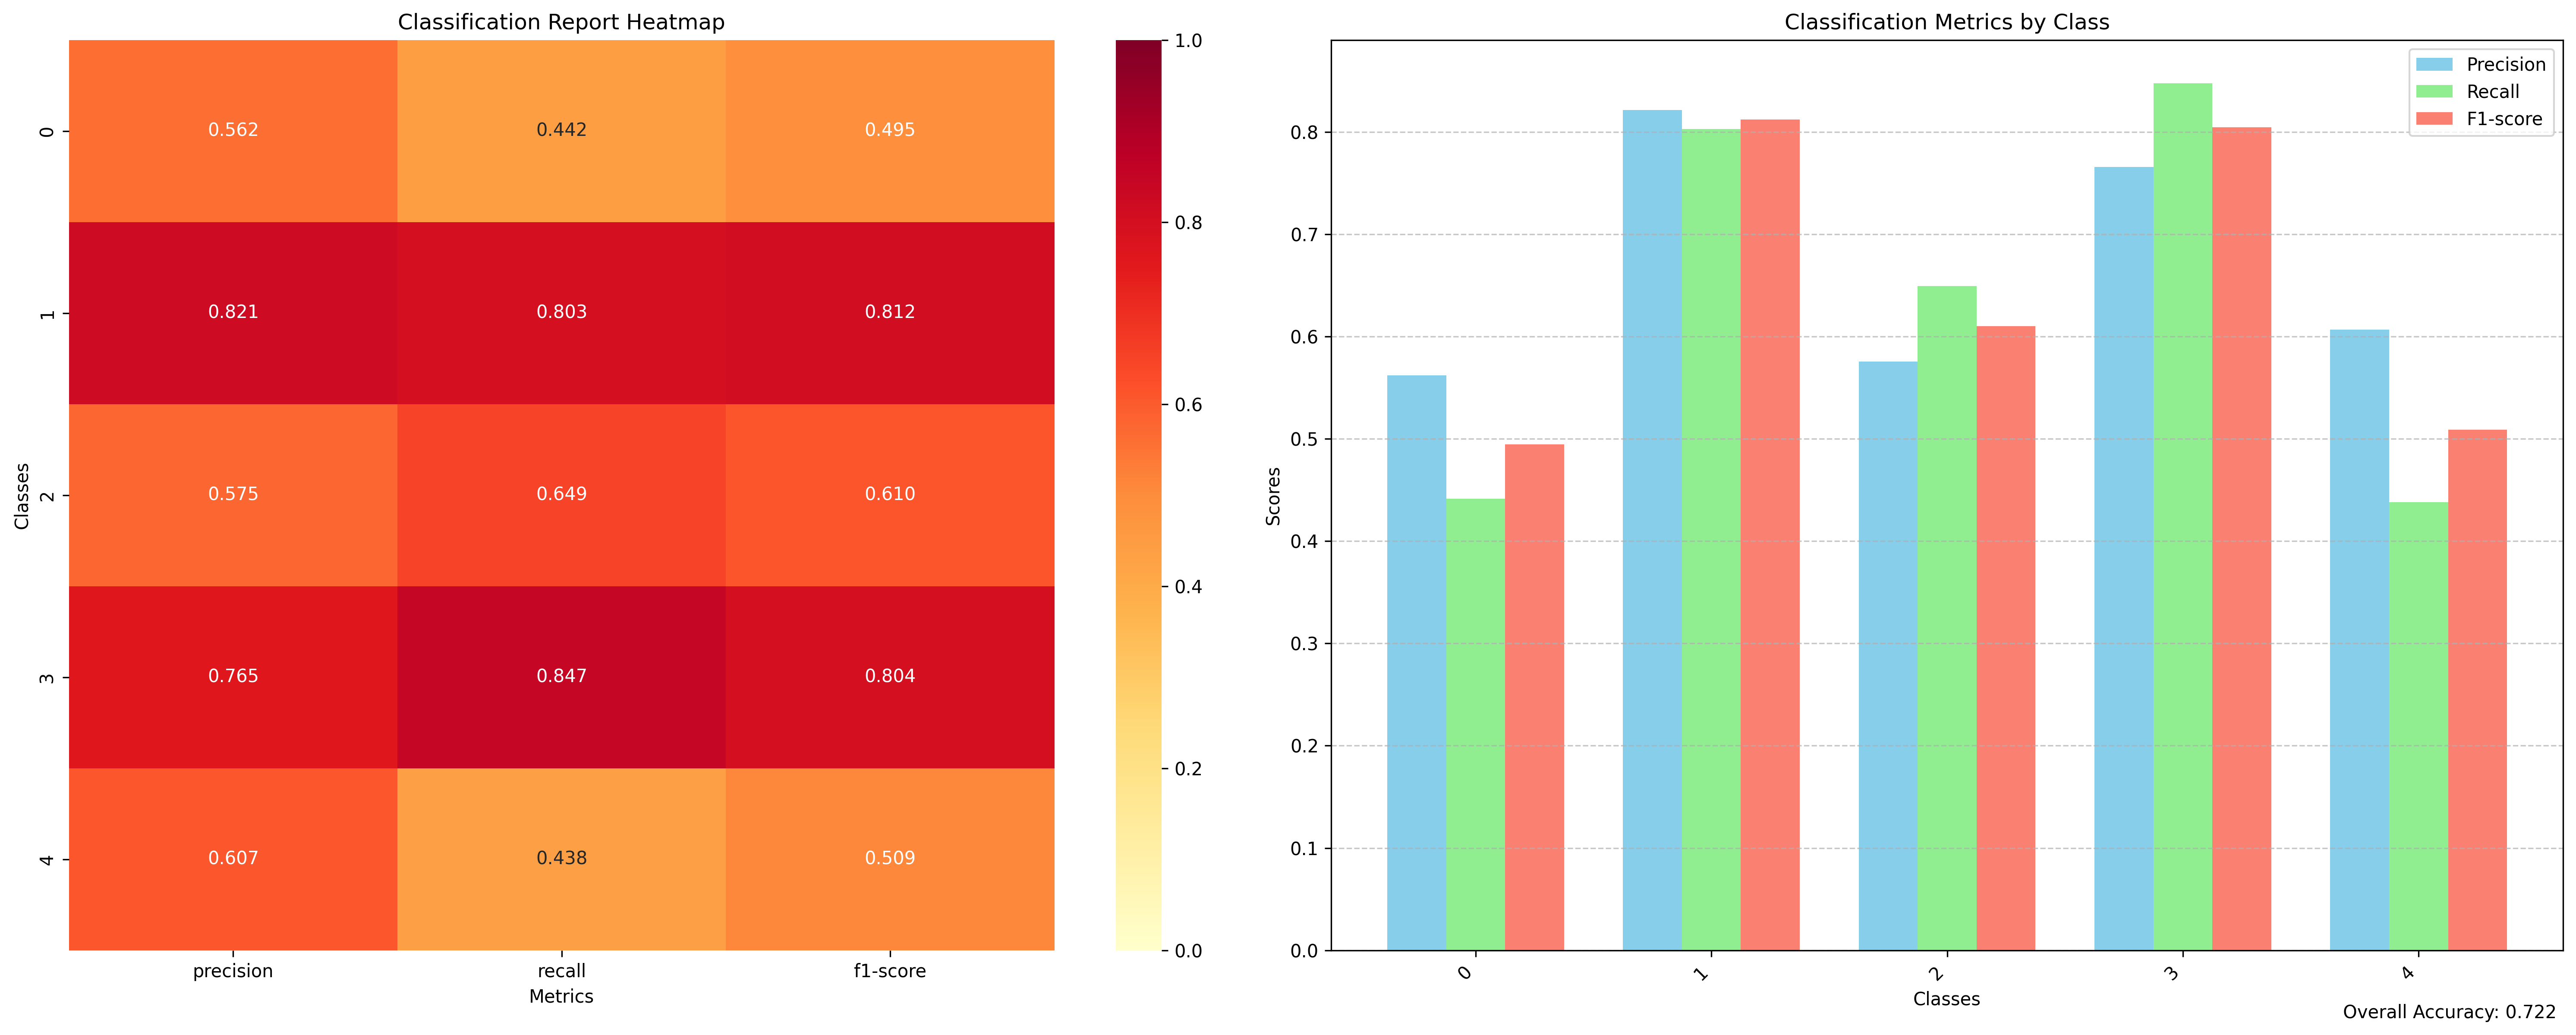 Classification Report Heatmap
Classes
0
1
2
3
4
0.562 0.442 0.495
0.821 0.803 0.812
0.575 0.649 0.610
0.765 0.847 0.804
0.607 0.438 0.509
precision recall f1-score
Metrics
1.0
0.8
0.6
0.4
0.2
0.0
Classification Metrics by Class
Precision
Recall
F1-score
Scores
0.8
0.7
0.6
0.5
0.4
0.3
0.2
0.1
0.0
0 1 2 3 4
Classes
Overall Accuracy: 0.722